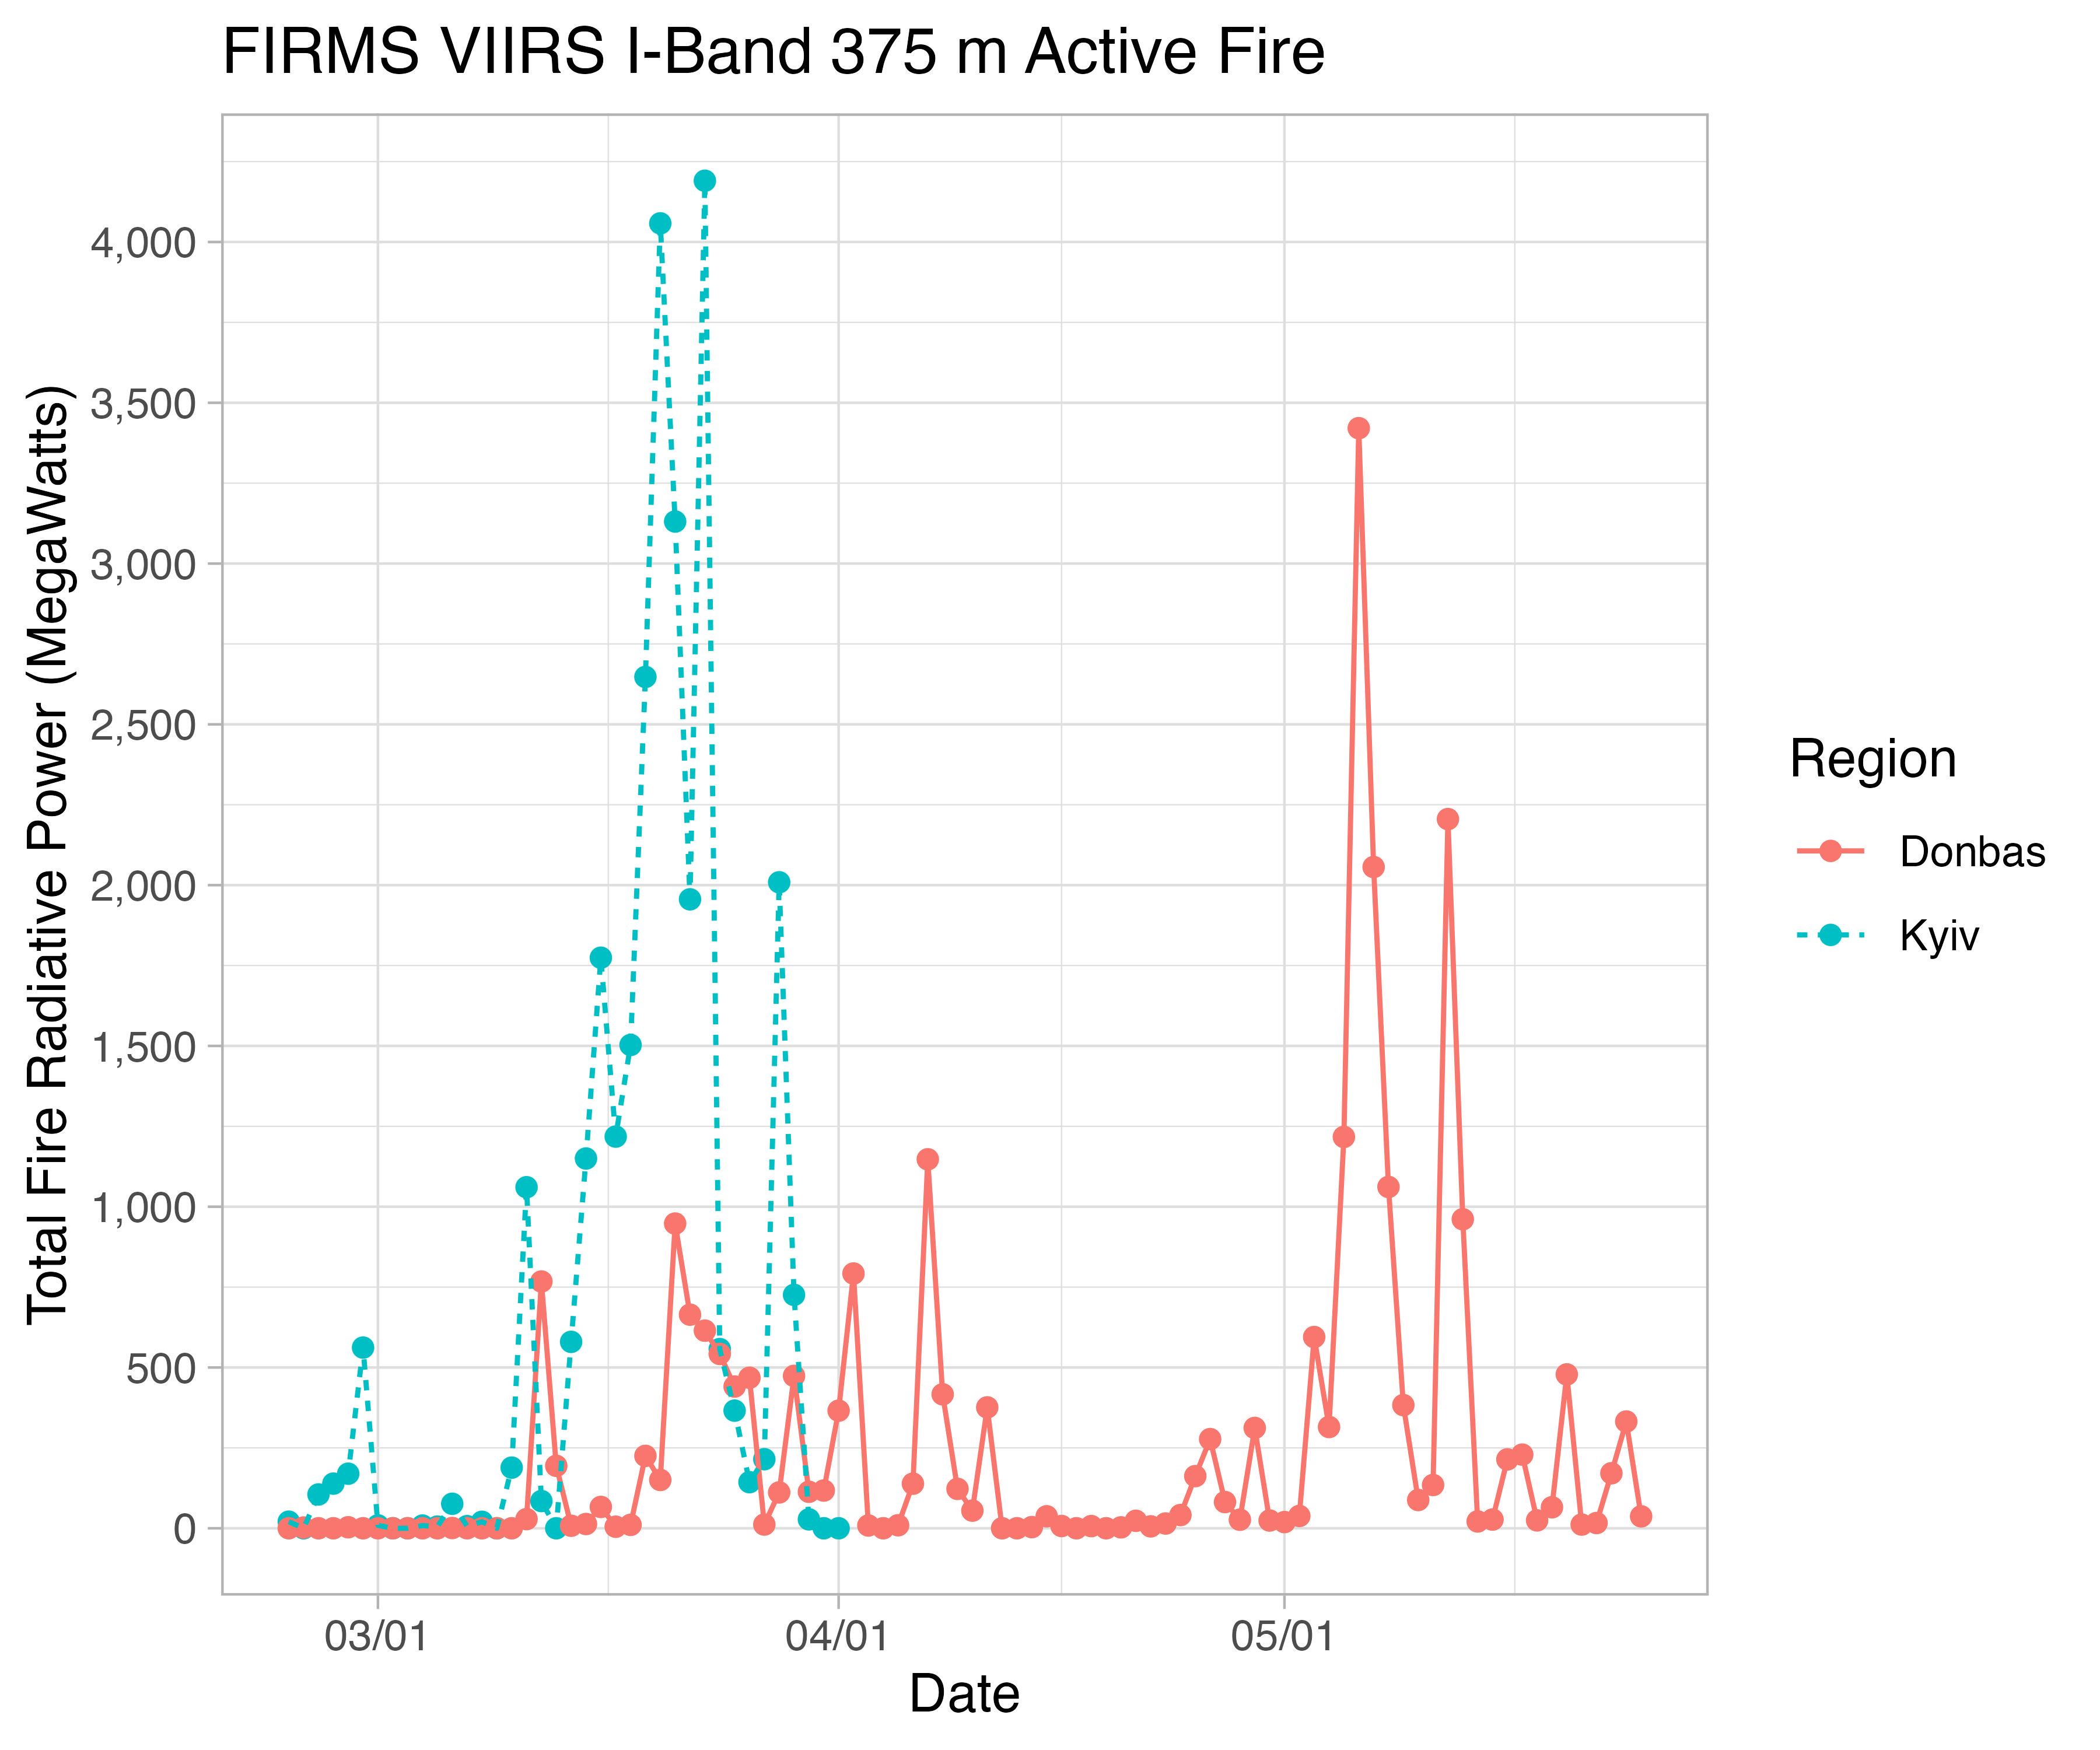 FIRMS VIIRS I-Band 375 m Active Fire
Total Fire Radiative Power (MegaWatts)
4,000
3,500
3,000
2,500
2,000
1,500
1,000
500
0
03/01 04/01 05/01
Date
Region
Donbas
Kyiv